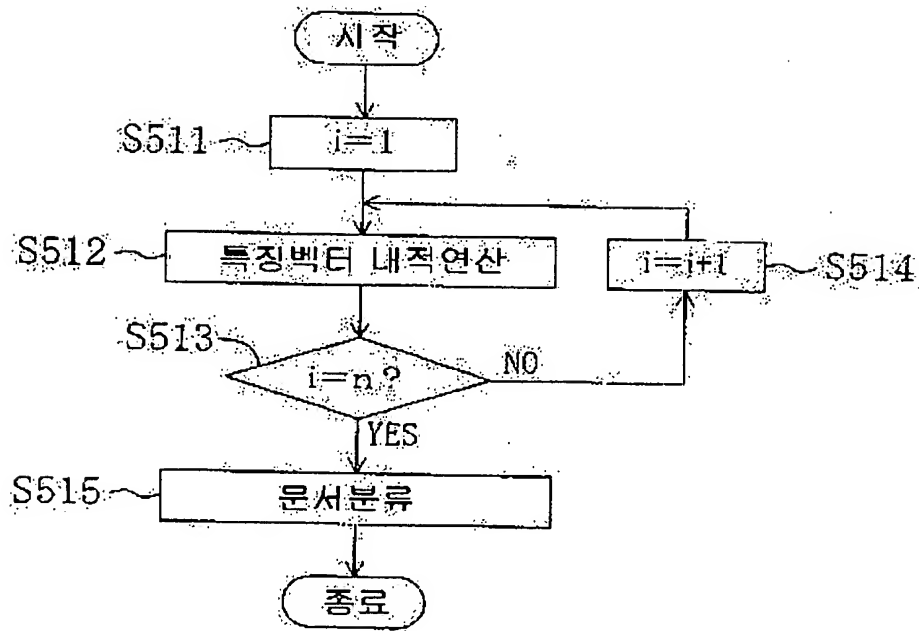 시작
S511
i=1
S512
특징벡터 내적연산
i=i+1
S514
S513
i=n?
NO
YES
S515
문서분류
종료